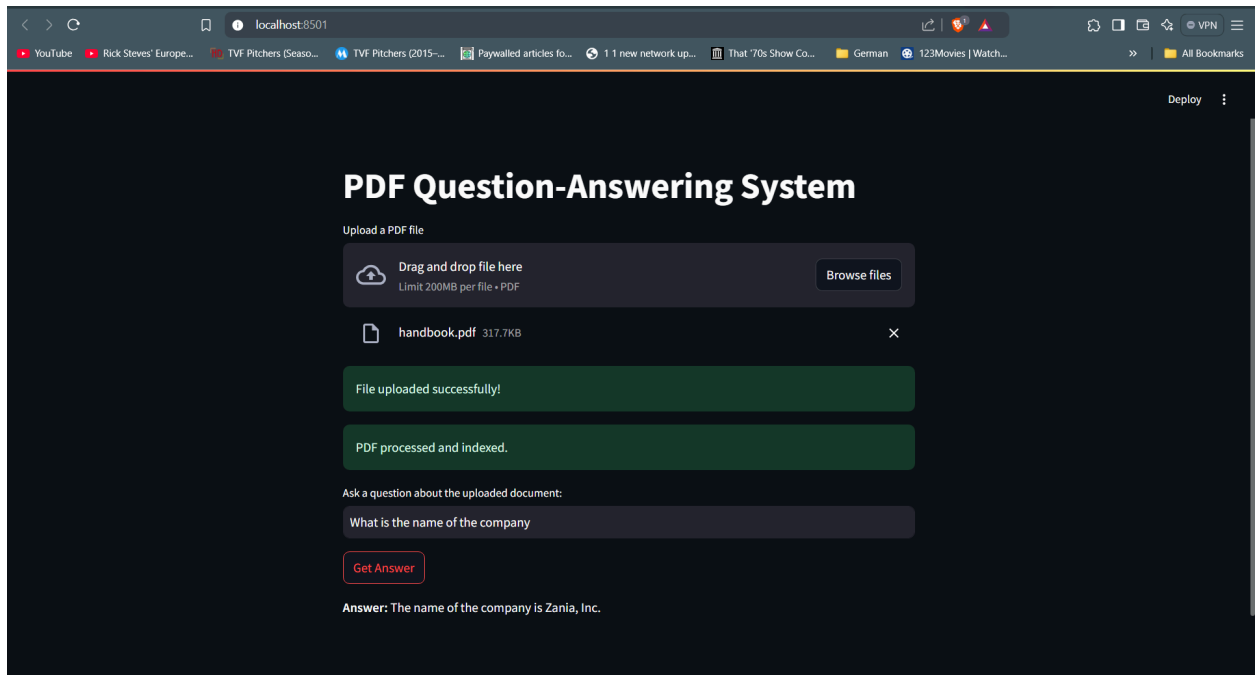 localhost:8501
VPN
YouTube
Rick Steves' Europe...
TVF Pitchers (Seaso...
TVF Pitchers (2015–...
Paywalled articles fo...
1 1 new network up...
That '70s Show Co...
German
123Movies | Watch...
»
All Bookmarks
Deploy
PDF Question-Answering System
Upload a PDF file
Drag and drop file here
Limit 200MB per file • PDF
Browse files
handbook.pdf 317.7KB
File uploaded successfully!
PDF processed and indexed.
Ask a question about the uploaded document:
What is the name of the company
Get Answer
Answer: The name of the company is Zania, Inc.